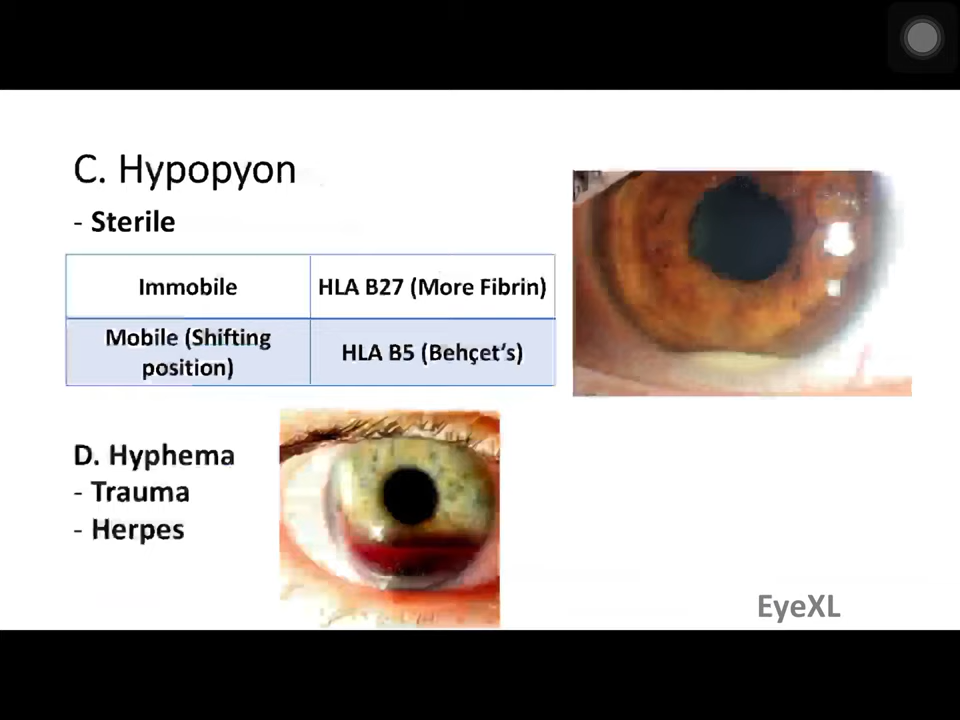 C. Hypopyon
- Sterile
Immobile
HLA B27 (More Fibrin)
Mobile (Shifting
position)
HLA B5 (Behçet’s)
D. Hyphema
- Trauma
- Herpes
EyeXL